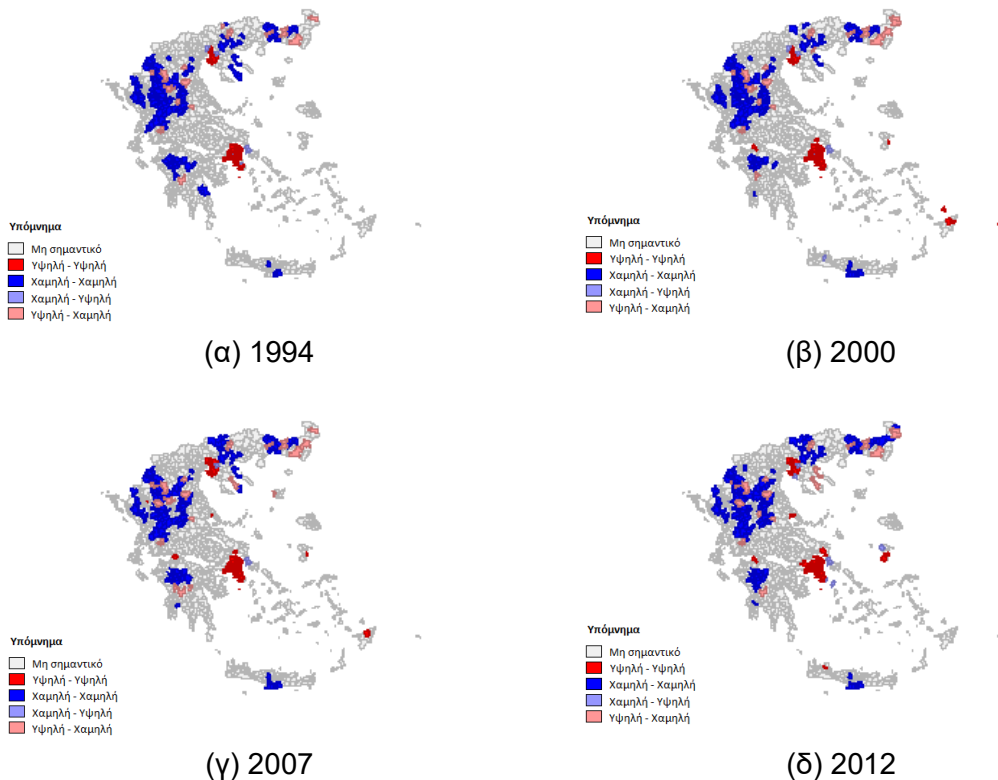 Υπόμνημα
Μη σημαντικό
Υψηλή - Υψηλή
Χαμηλή - Χαμηλή
Χαμηλή - Υψηλή
Υψηλή - Χαμηλή
(α) 1994
Υπόμνημα
Μη σημαντικό
Υψηλή - Υψηλή
Χαμηλή - Χαμηλή
Χαμηλή - Υψηλή
Υψηλή - Χαμηλή
(β) 2000
Υπόμνημα
Μη σημαντικό
Υψηλή - Υψηλή
Χαμηλή - Χαμηλή
Χαμηλή - Υψηλή
Υψηλή - Χαμηλή
(γ) 2007
Υπόμνημα
Μη σημαντικό
Υψηλή - Υψηλή
Χαμηλή - Χαμηλή
Χαμηλή - Υψηλή
Υψηλή - Χαμηλή
(δ) 2012